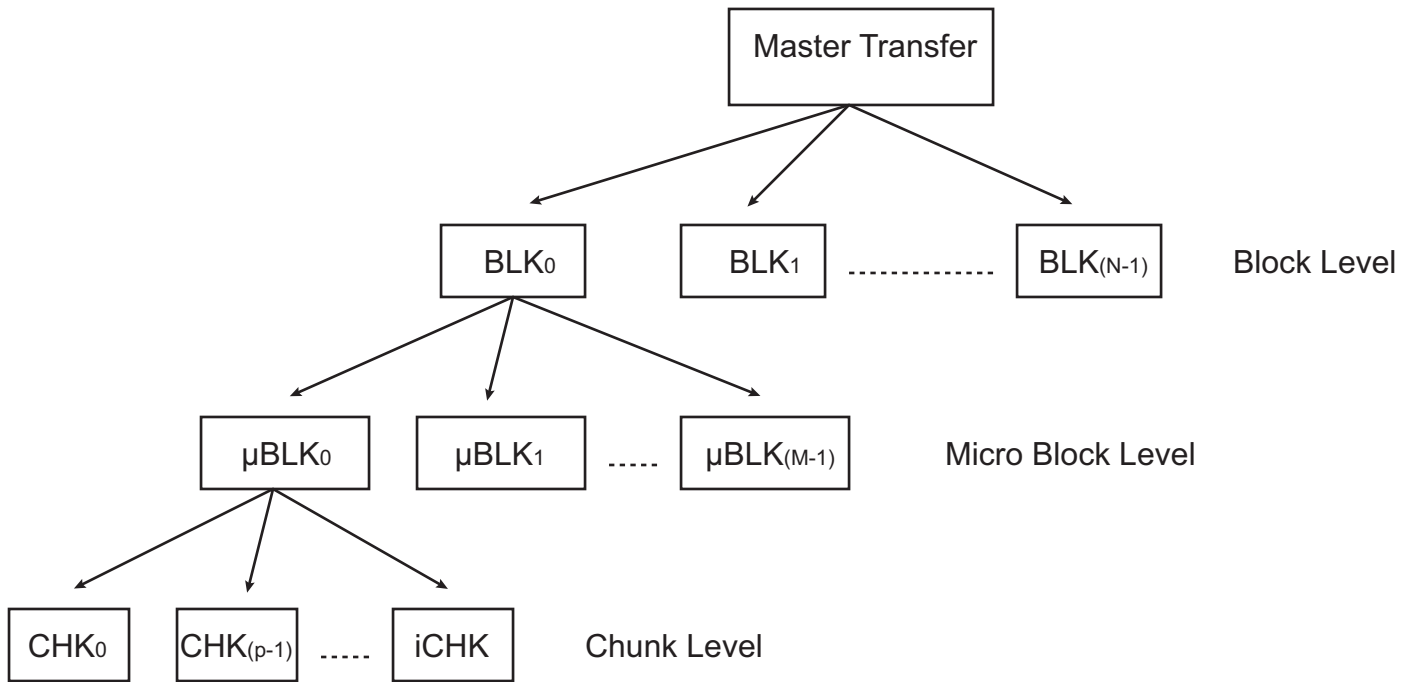 Master Transfer
BLK0 BLK1 BLK(N-1) Block Level
µBLK0 µBLK1 µBLK(M-1) Micro Block Level
CHK0 CHK(p-1) iCHK Chunk Level